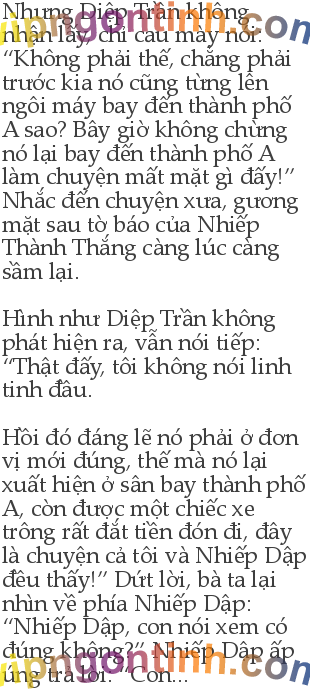 Nhưng Diệp Trần không
nhận lấy, chỉ cau mày nói:
“Không phải thế, chẳng phải
trước kia nó cũng từng lên
ngôi máy bay đến thành phố
A sao? Bây giờ không chừng
nó lại bay đến thành phố A
làm chuyện mất mặt gì đấy!”
Nhắc đến chuyện xưa, gương
mặt sau tờ báo của Nhiếp
Thành Thắng càng lúc càng
sầm lại.
Hình như Diệp Trần không
phát hiện ra, vẫn nói tiếp:
“Thật đấy, tôi không nói linh
tinh đâu.
Hồi đó đáng lẽ nó phải ở đơn
vị mới đúng, thế mà nó lại
xuất hiện ở sân bay thành phố
A, còn được một chiếc xe
trông rất đắt tiền đón đi, đây
là chuyện cả tôi và Nhiếp Dập
đều thấy!” Dứt lời, bà ta lại
nhìn về phía Nhiếp Dập:
“Nhiếp Dập, con nói xem có
đúng không?” Nhiếp Dập ấp
úng trả lời: “Con...
vipngontinh.com